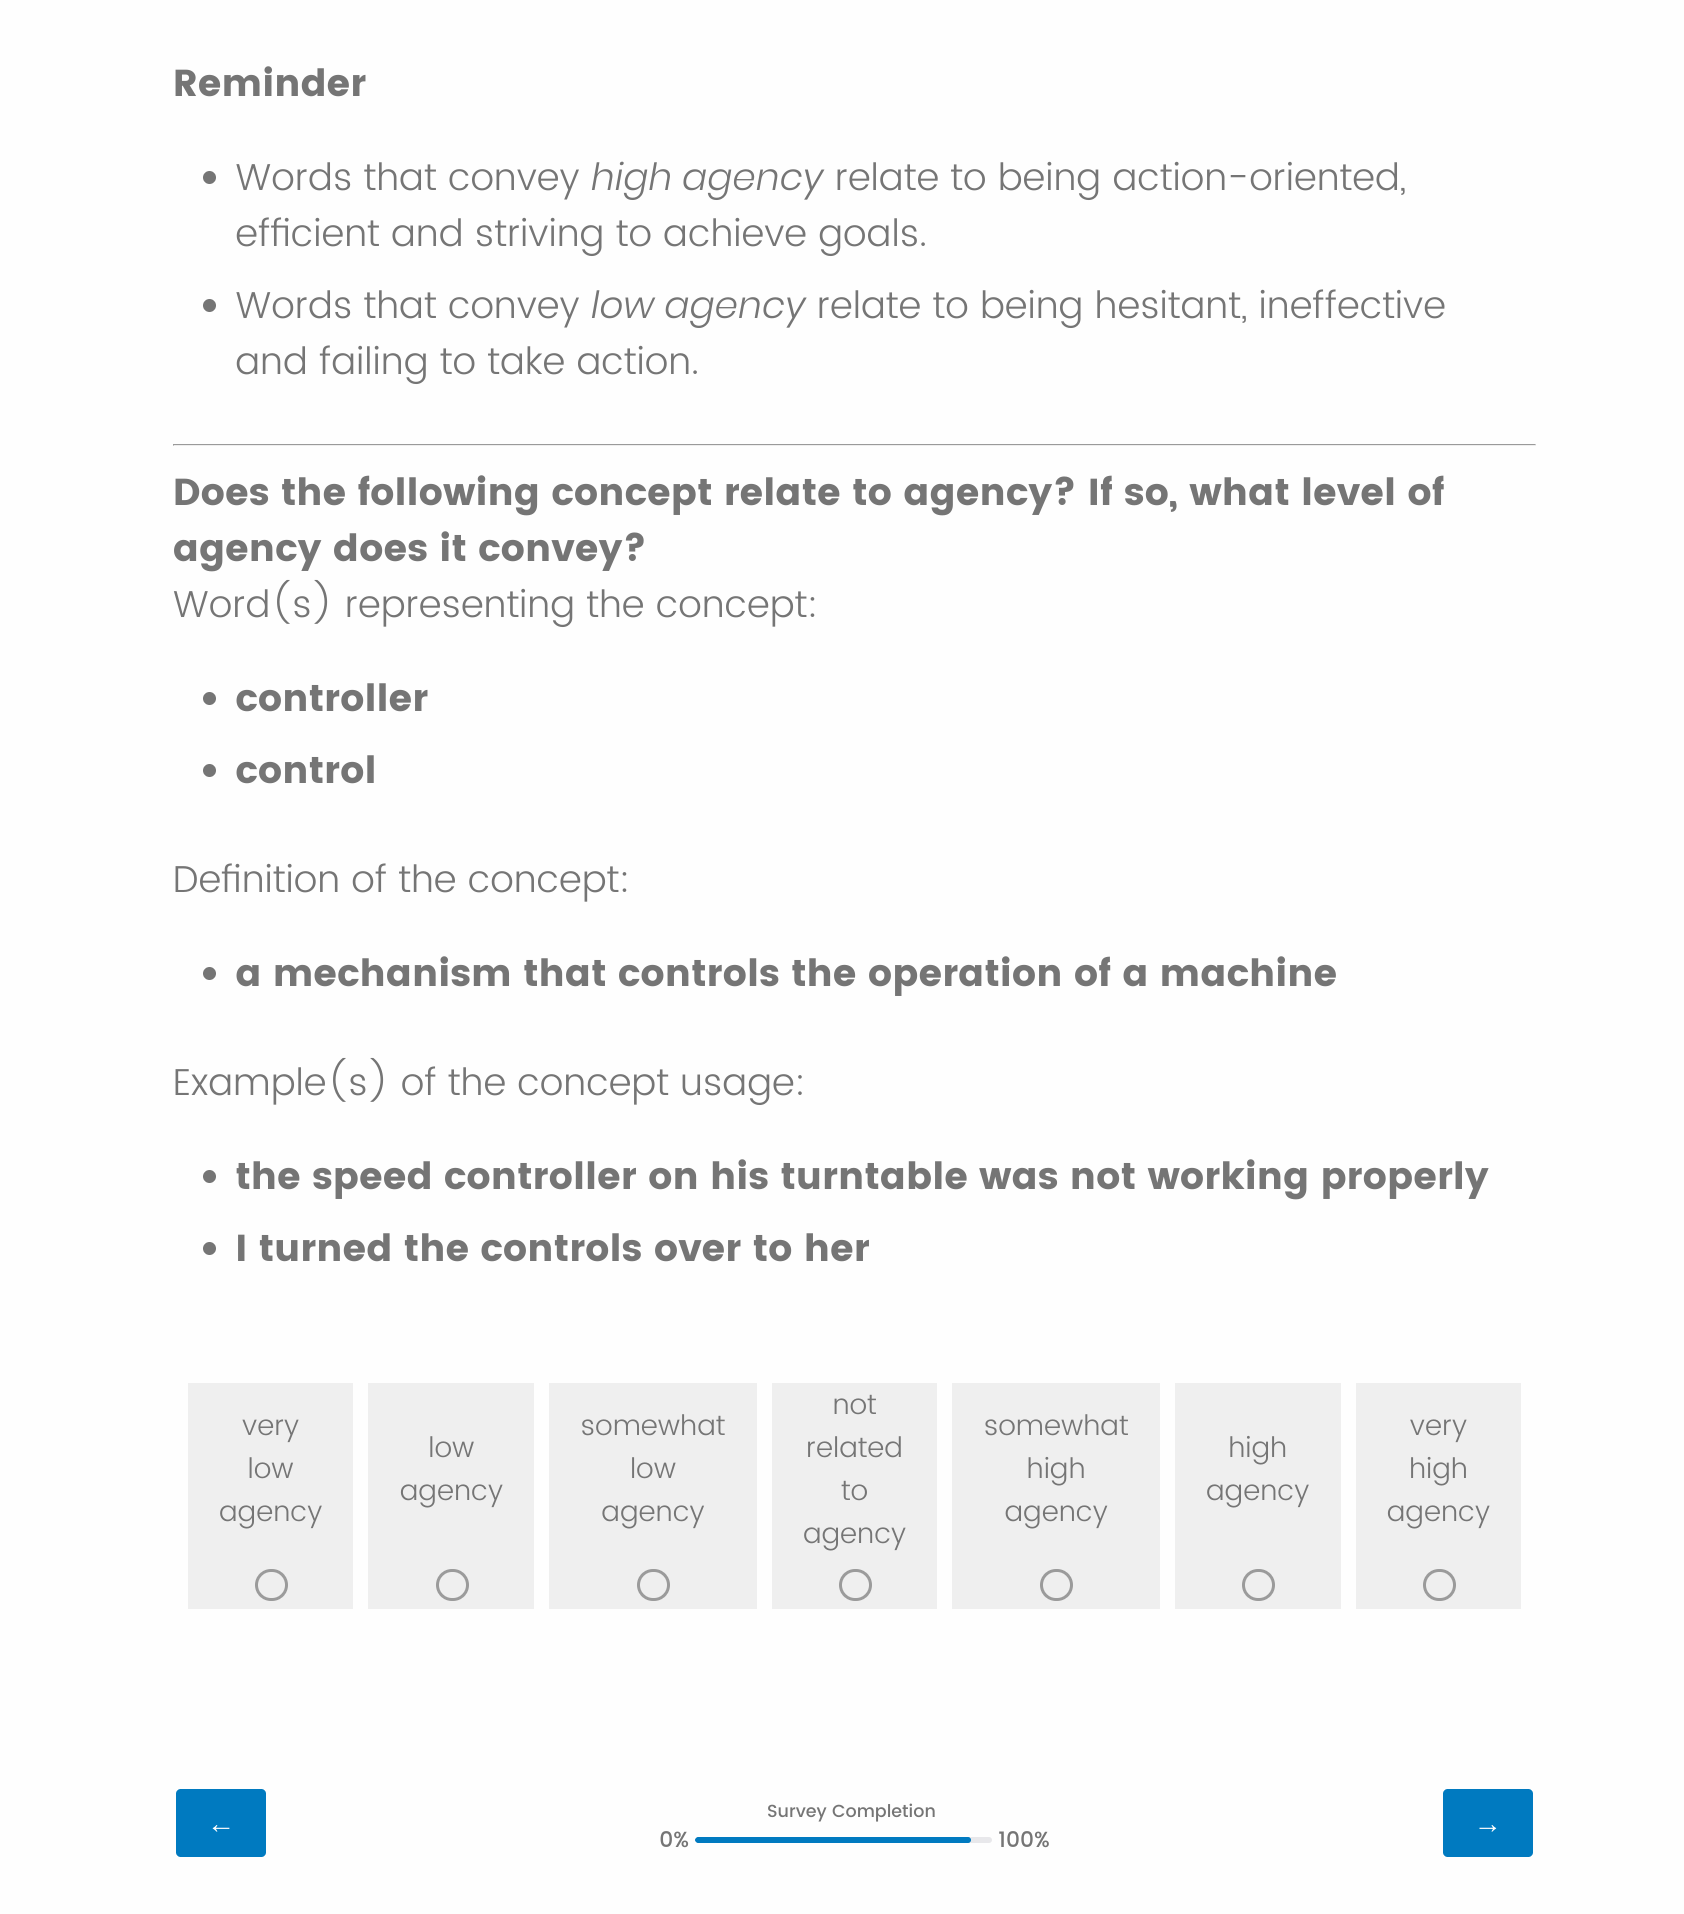 Reminder
• Words that convey high agency relate to being action-oriented,
efficient and striving to achieve goals.
• Words that convey low agency relate to being hesitant, ineffective
and failing to take action.
Does the following concept relate to agency? If so, what level of
agency does it convey?
Word(s) representing the concept:
• controller
• control
Definition of the concept:
• a mechanism that controls the operation of a machine
Example(s) of the concept usage:
• the speed controller on his turntable was not working properly
• I turned the controls over to her
very
low
agency
low
agency
somewhat
low
agency
not
related
to
agency
somewhat
high
agency
high
agency
very
high
agency
←
Survey Completion
0% 100%
→